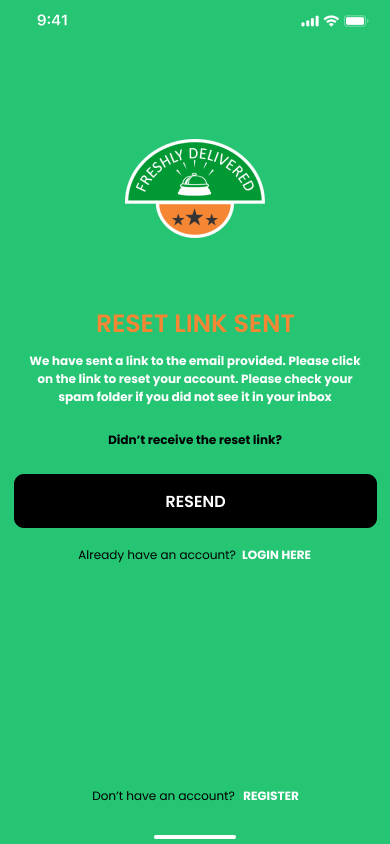 9:41
FRESHLY DELIVERED
RESET LINK SENT
We have sent a link to the email provided. Please click
on the link to reset your account. Please check your
spam folder if you did not see it in your inbox
Didn’t receive the reset link?
RESEND
Already have an account? LOGIN HERE
Don’t have an account? REGISTER